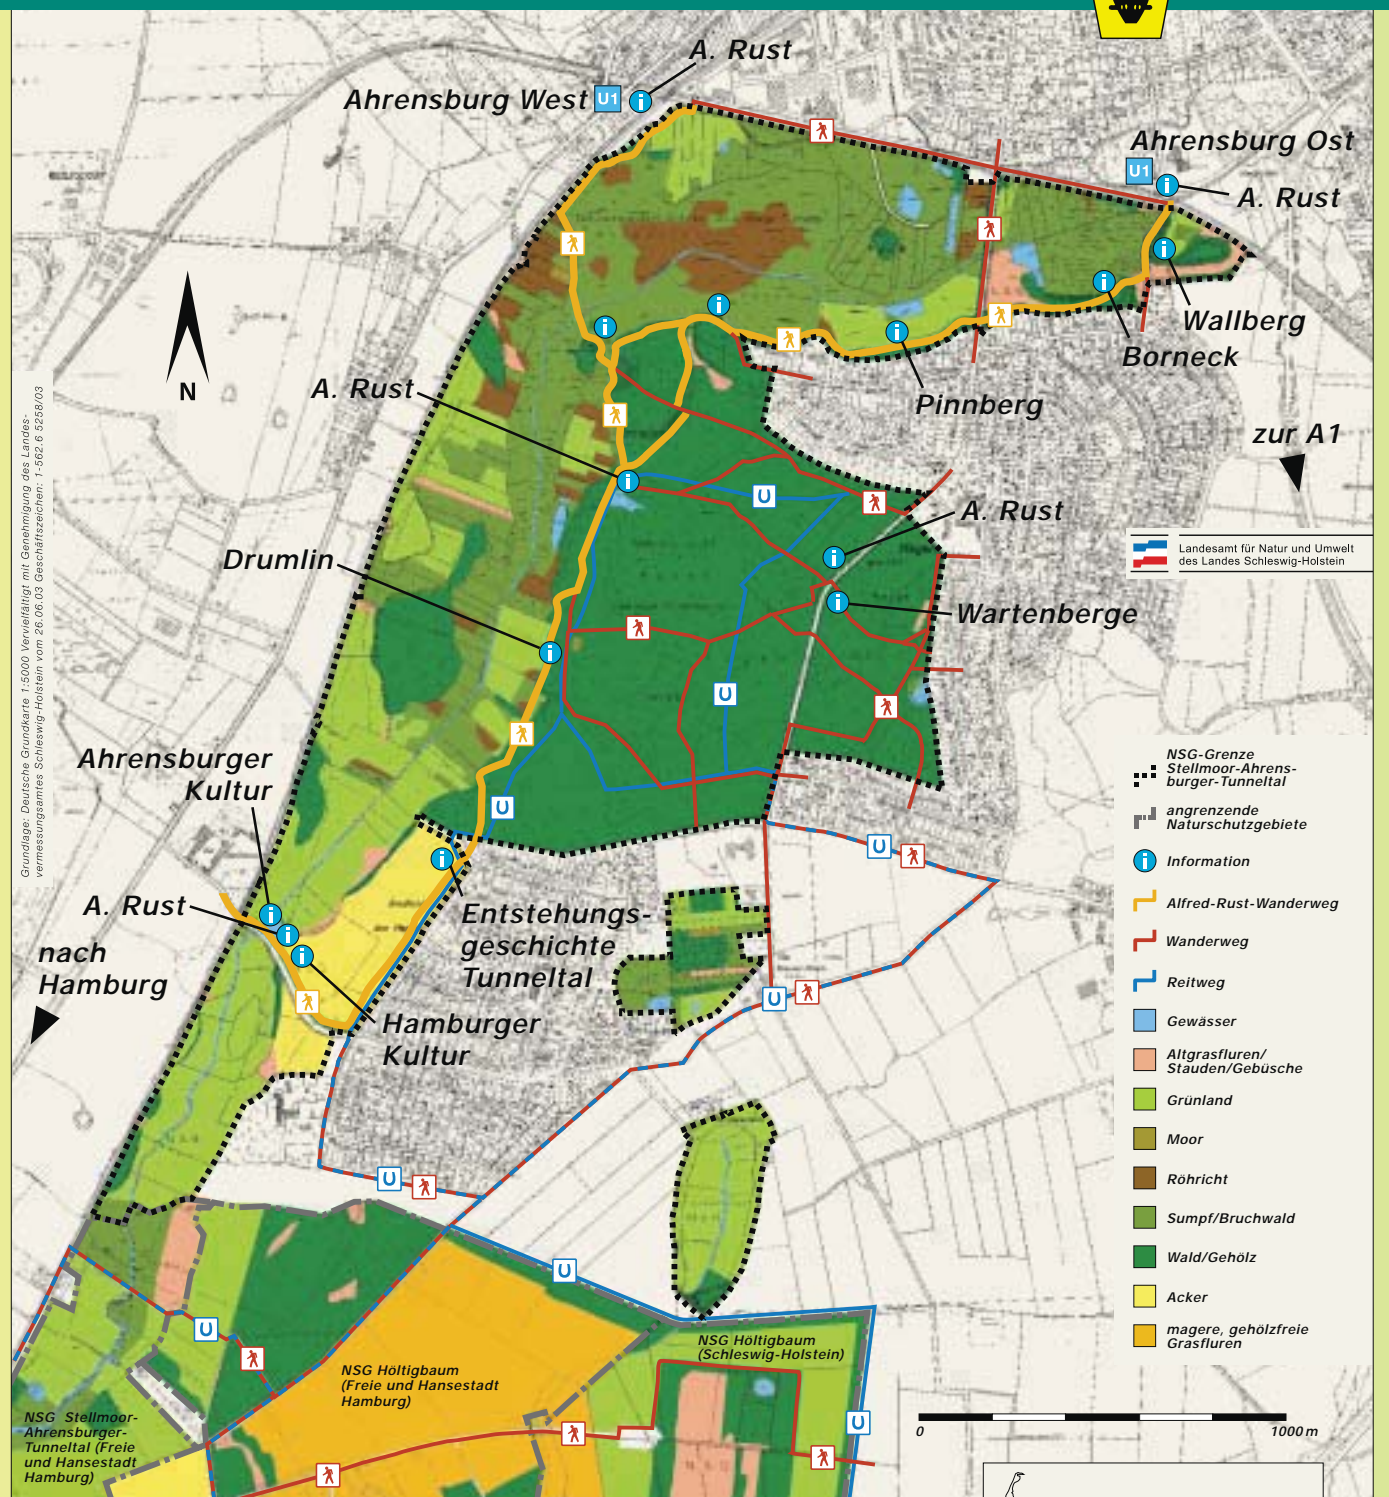 A. Rust
Ahrensburg West
U1
i
Ahrensburg Ost
U1
i
A. Rust
Wallberg
Borneck
Pinnberg
zur A1
N
A. Rust
A. Rust
Landesamt für Natur und Umwelt
des Landes Schleswig-Holstein
Drumlin
Wartenberge
Grundlage: Deutsche Grundkarte 1:5000 Vervielfältigt mit Genehmigung des Landes-
vermessungsamtes Schleswig-Holstein vom 26.06.03 Geschäftszeichen: 1-562.6 5258/03
Ahrensburger
Kultur
A. Rust
nach
Hamburg
Entstehungs-
geschichte
Tunneltal
Hamburger
Kultur
NSG-Grenze
Stellmoor-Ahrens-
burger-Tunneltal
angrenzende
Naturschutzgebiete
i
Information
Alfred-Rust-Wanderweg
Wanderweg
Reitweg
Gewässer
Altgrasfluren/
Stauden/Gebüsche
Grünland
Moor
Röhricht
Sumpf/Bruchwald
Wald/Gehölz
Acker
magere, gehölzfreie
Grasfluren
NSG Höltigbaum
(Schleswig-Holstein)
NSG Höltigbaum
(Freie und Hansestadt
Hamburg)
NSG Stellmoor-
Ahrensburger-
Tunneltal (Freie
und Hansestadt
Hamburg)
0
1000 m